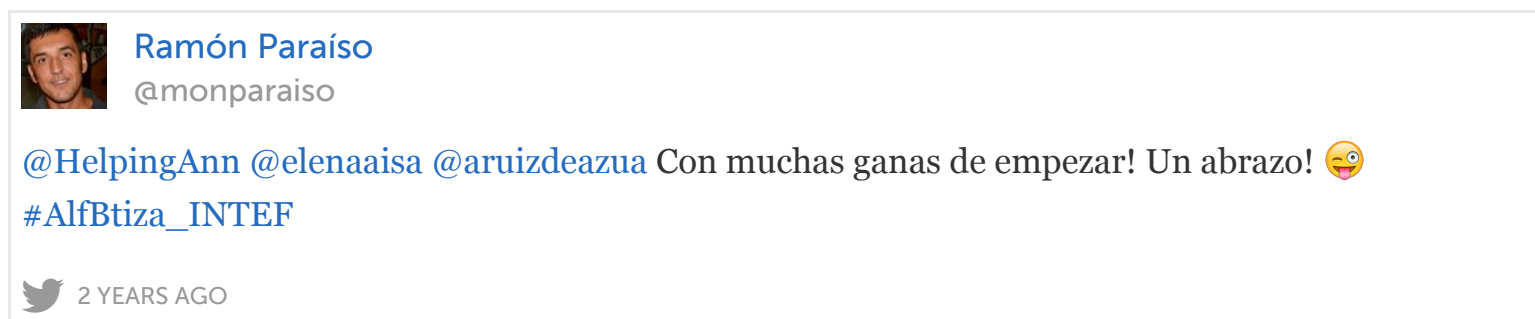 Ramón Paraíso
@monparaiso
@HelpingAnn @elenaaisa @aruizdeazua Con muchas ganas de empezar! Un abrazo! 😜
#AlfBtiza_INTEF
2 YEARS AGO